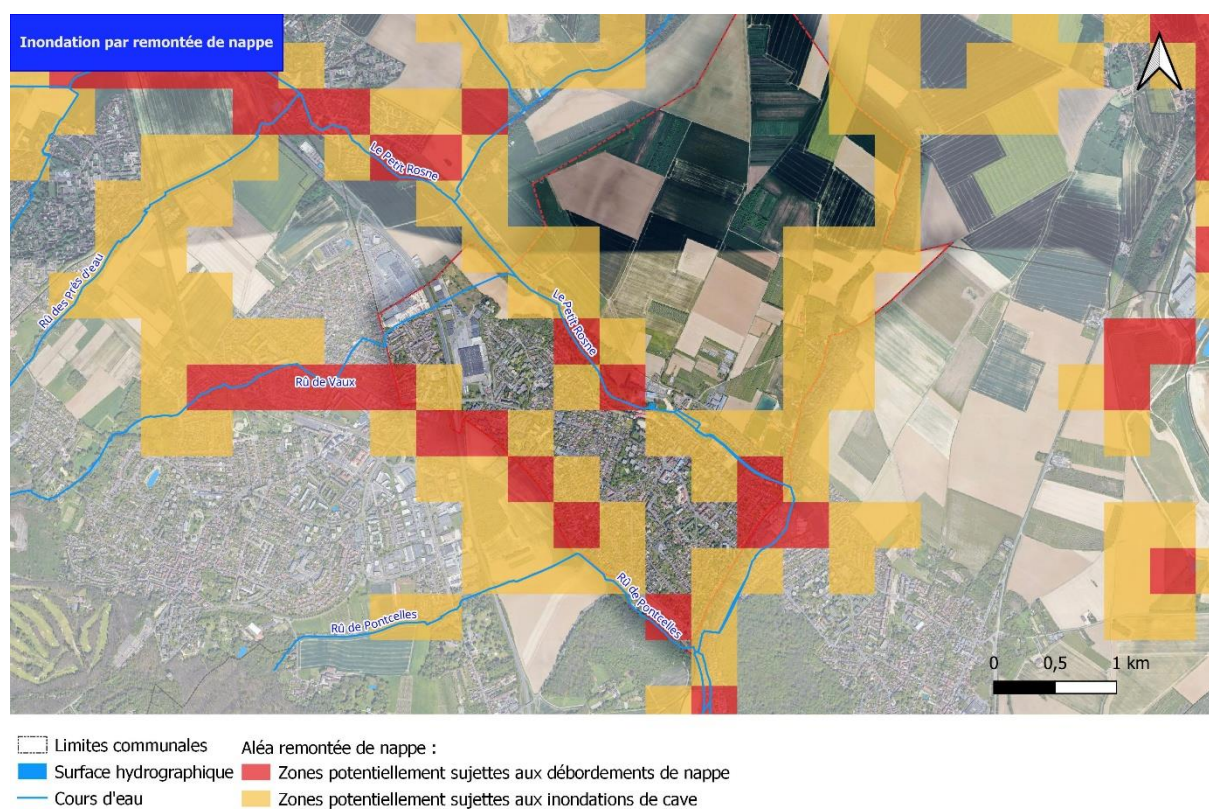 Inondation par remontée de nappe
Le Petit Rosne
Rû des Prés d'eau
Le Petit Rosne
Rû de Vaux
Rû de Pontcelles
Rû de Pontcelles
0 0,5 1 km
Limites communales
Aléa remontée de nappe :
Surface hydrographique
Zones potentiellement sujettes aux débordements de nappe
Cours d'eau
Zones potentiellement sujettes aux inondations de cave